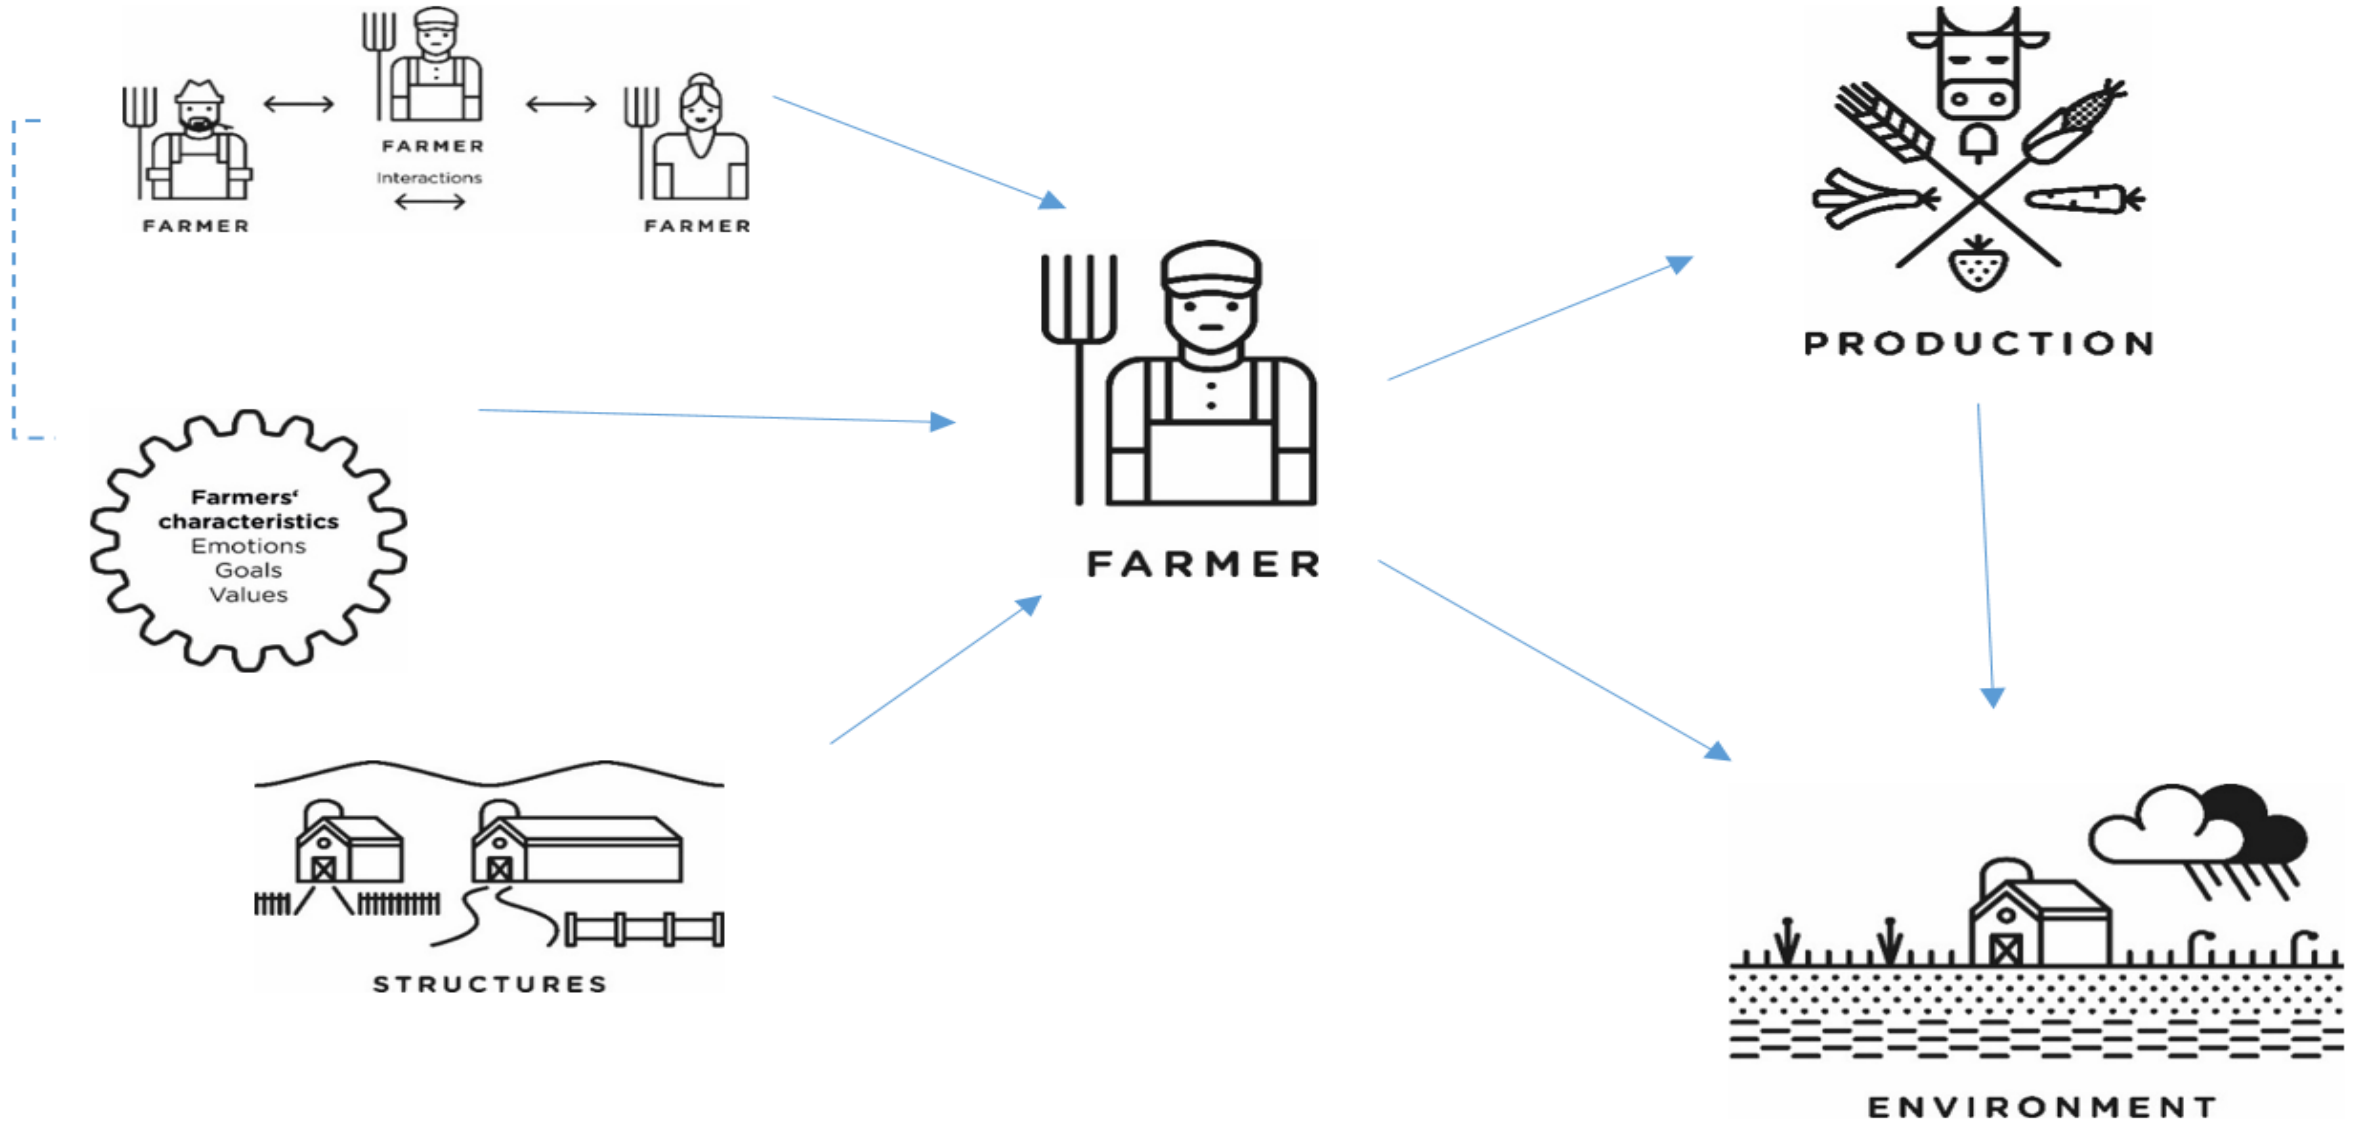 FARMER
Interactions
FARMER
FARMER
PRODUCTION
Farmers‘
characteristics
Emotions
Goals
Values
FARMER
STRUCTURES
ENVIRONMENT